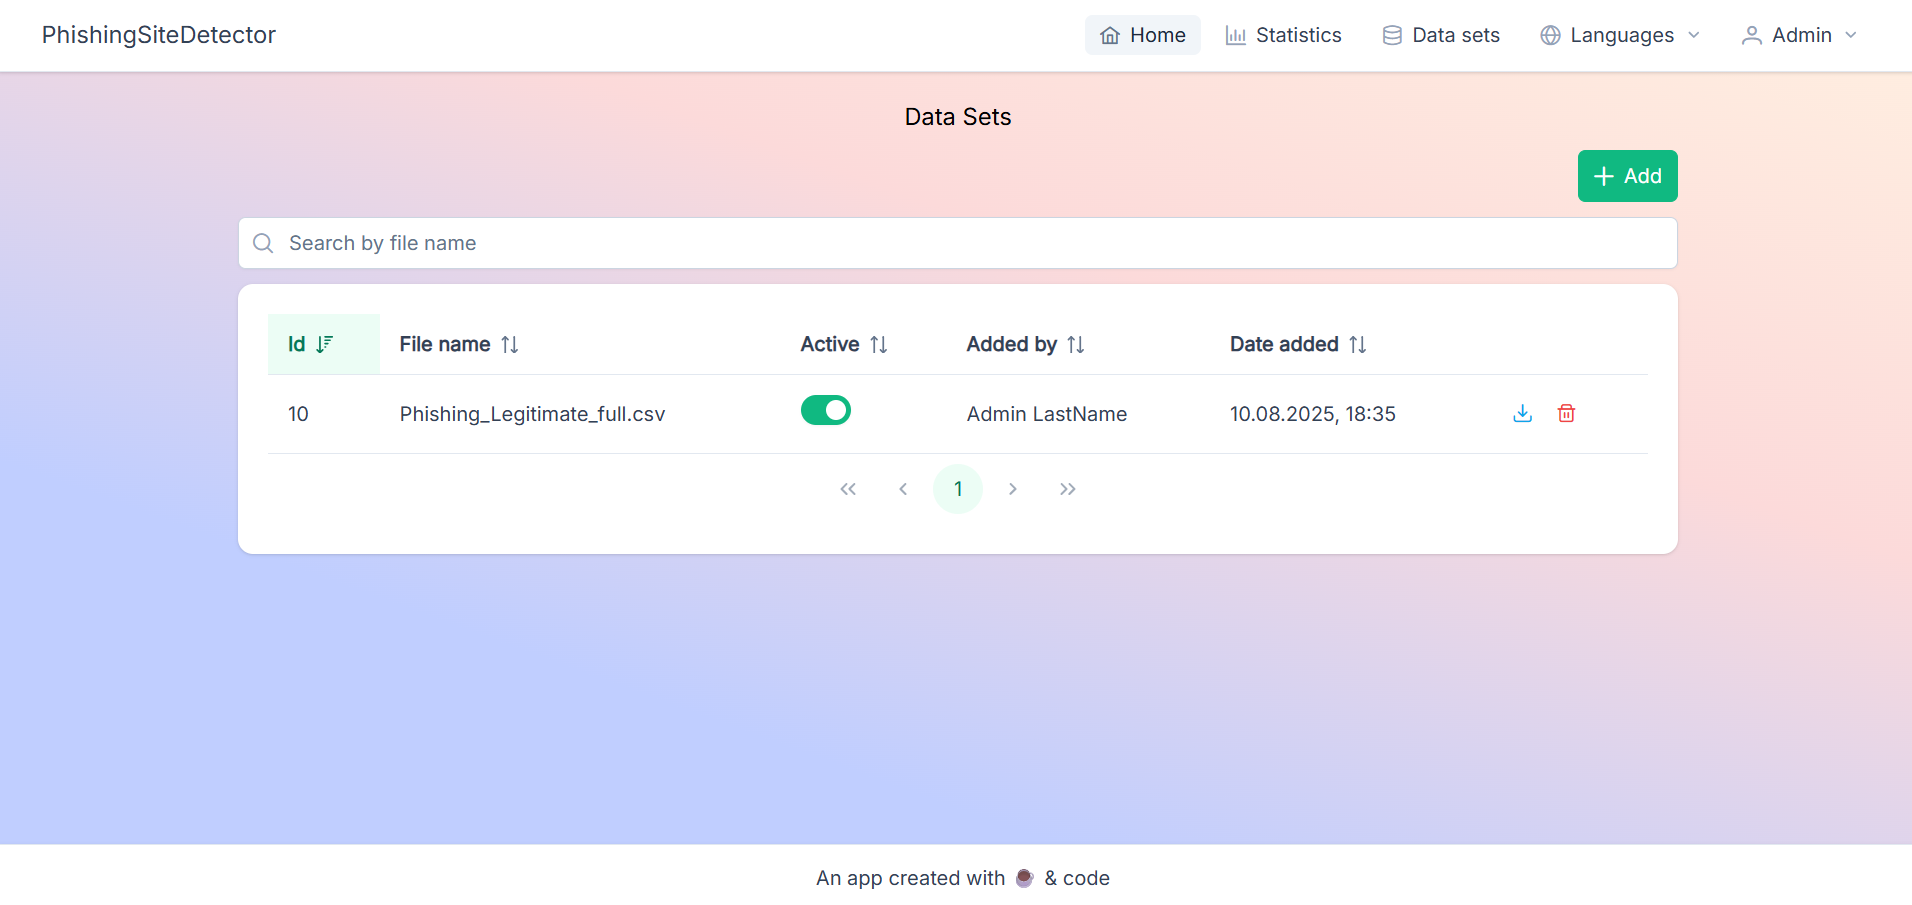 PhishingSiteDetector Home Statistics Data sets Languages Admin
Data Sets
Add
Search by file name
Id File name Active Added by Date added
10 Phishing_Legitimate_full.csv Admin LastName 10.08.2025, 18:35
1
An app created with & code